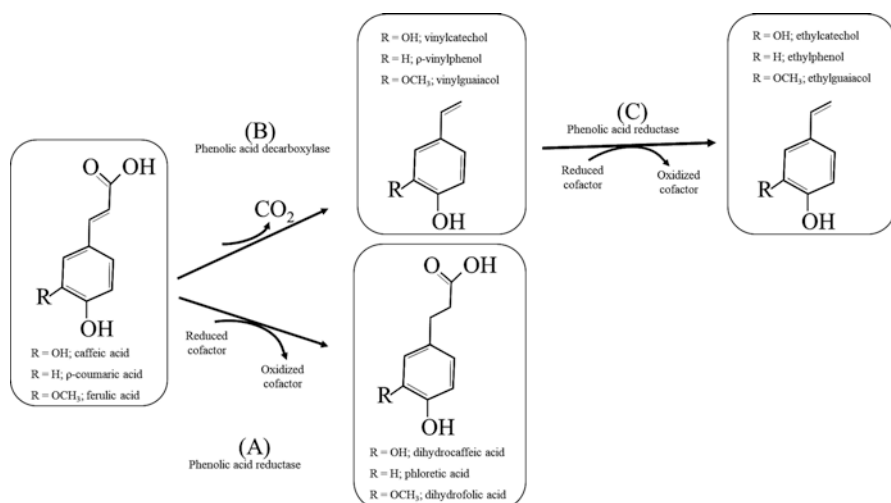 R = OH; vinylcatechol
R = H; ρ-vinylphenol
R = OCH₃; vinylguaiacol
R
OH
(B)
Phenolic acid decarboxylase
CO₂
(C)
Phenolic acid reductase
Reduced
cofactor
Oxidized
cofactor
R = OH; ethylcatechol
R = H; ethylphenol
R = OCH₃; ethylguaiacol
R
OH
O
OH
R
OH
R = OH; caffeic acid
R = H; ρ-coumaric acid
R = OCH₃; ferulic acid
Reduced
cofactor
Oxidized
cofactor
(A)
Phenolic acid reductase
O
OH
R
OH
R = OH; dihydrocaffeic acid
R = H; phloretic acid
R = OCH₃; dihydrofolic acid